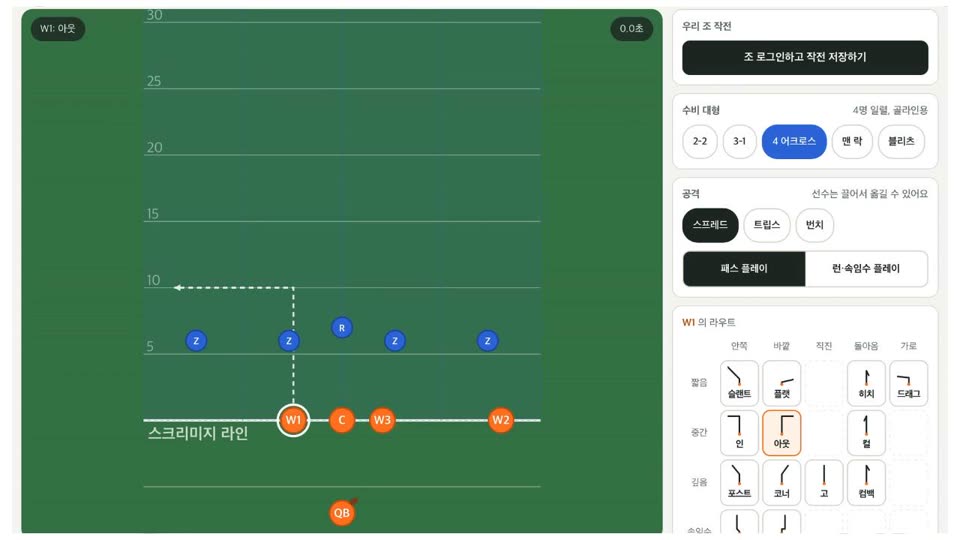 W1: 아웃
0.0초
30
25
20
15
10
5
Z
Z
R
Z
Z
W1
C
W3
W2
스크리미지 라인
QB
우리 조 작전
조 로그인하고 작전 저장하기
수비 대형
4명 일렬, 골라인용
2-2
3-1
4 어크로스
맨 락
블리츠
공격
선수는 끌어서 옮길 수 있어요
스프레드
트립스
번치
패스 플레이
런·속임수 플레이
W1 의 라우트
안쪽
바깥
직진
돌아옴
가로
짧음
슬랜트
플랫
히치
드래그
중간
인
아웃
컬
깊음
포스트
코너
고
컴백
속임수